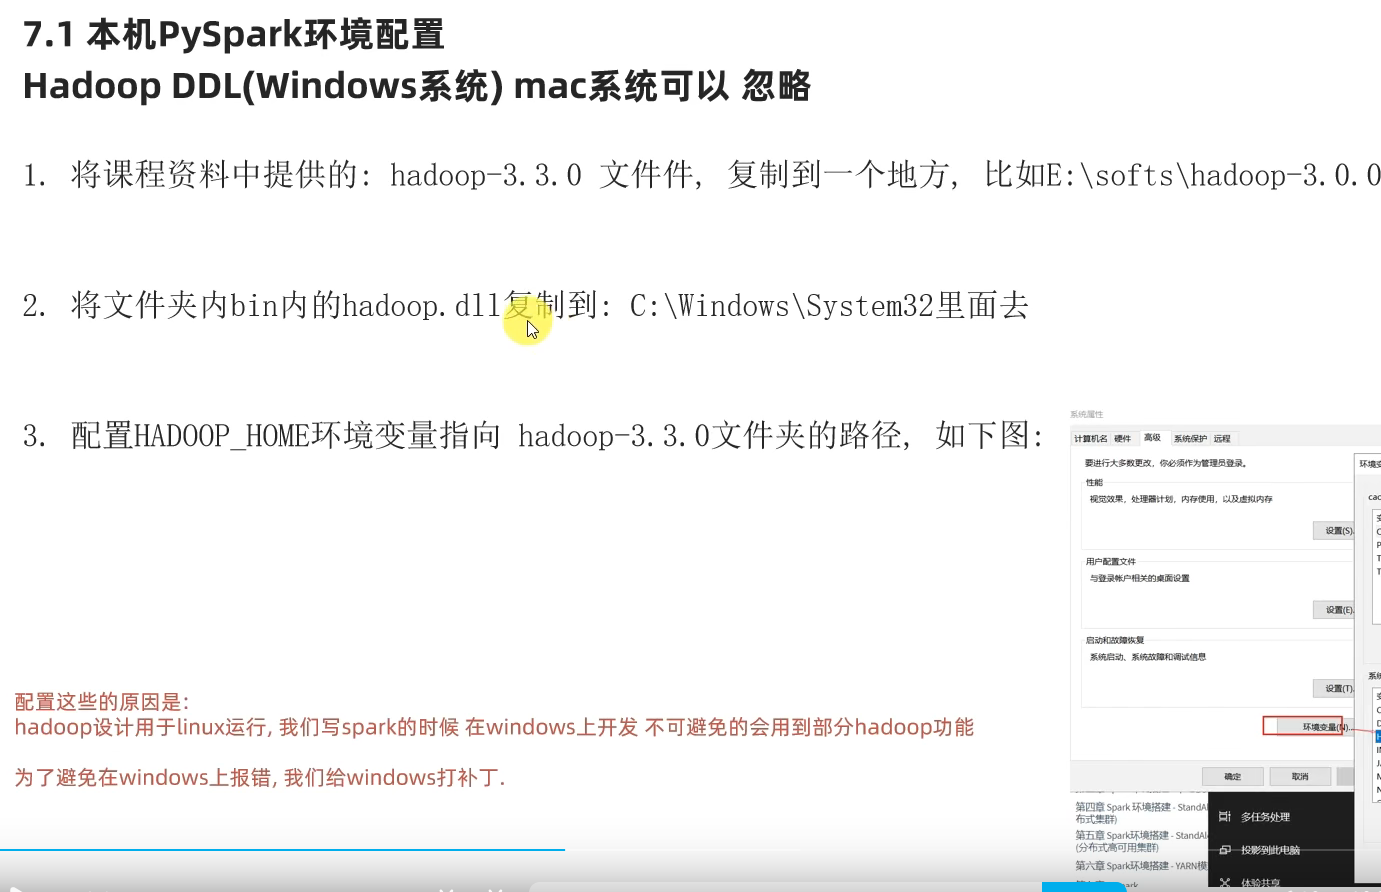 7.1 本机PySpark环境配置
Hadoop DDL(Windows系统) mac系统可以 忽略
1. 将课程资料中提供的: hadoop-3.3.0 文件件, 复制到一个地方, 比如E:\softs\hadoop-3.0.0
2. 将文件夹内bin内的hadoop.dll复制到: C:\Windows\System32里面去
3. 配置HADOOP_HOME环境变量指向 hadoop-3.3.0文件夹的路径, 如下图:
系统属性
计算机名 硬件 高级 系统保护 远程
要进行大多数更改，你必须作为管理员登录。
环境变
性能
视觉效果，处理器计划，内存使用，以及虚拟内存
设置(S)
用户配置文件
与登录帐户相关的桌面设置
设置(E)
启动和故障恢复
系统启动、系统故障和调试信息
设置(T)
系统
环境变量(N)...
确定 取消
配置这些的原因是:
hadoop设计用于linux运行, 我们写spark的时候 在windows上开发 不可避免的会用到部分hadoop功能
为了避免在windows上报错, 我们给windows打补丁.
第四章 Spark 环境搭建 - StandAl
布式集群)
第五章 Spark环境搭建 - StandAl
(分布式高可用集群)
第六章 Spark环境搭建 - YARN模
多任务处理
投影到此电脑
体验共享